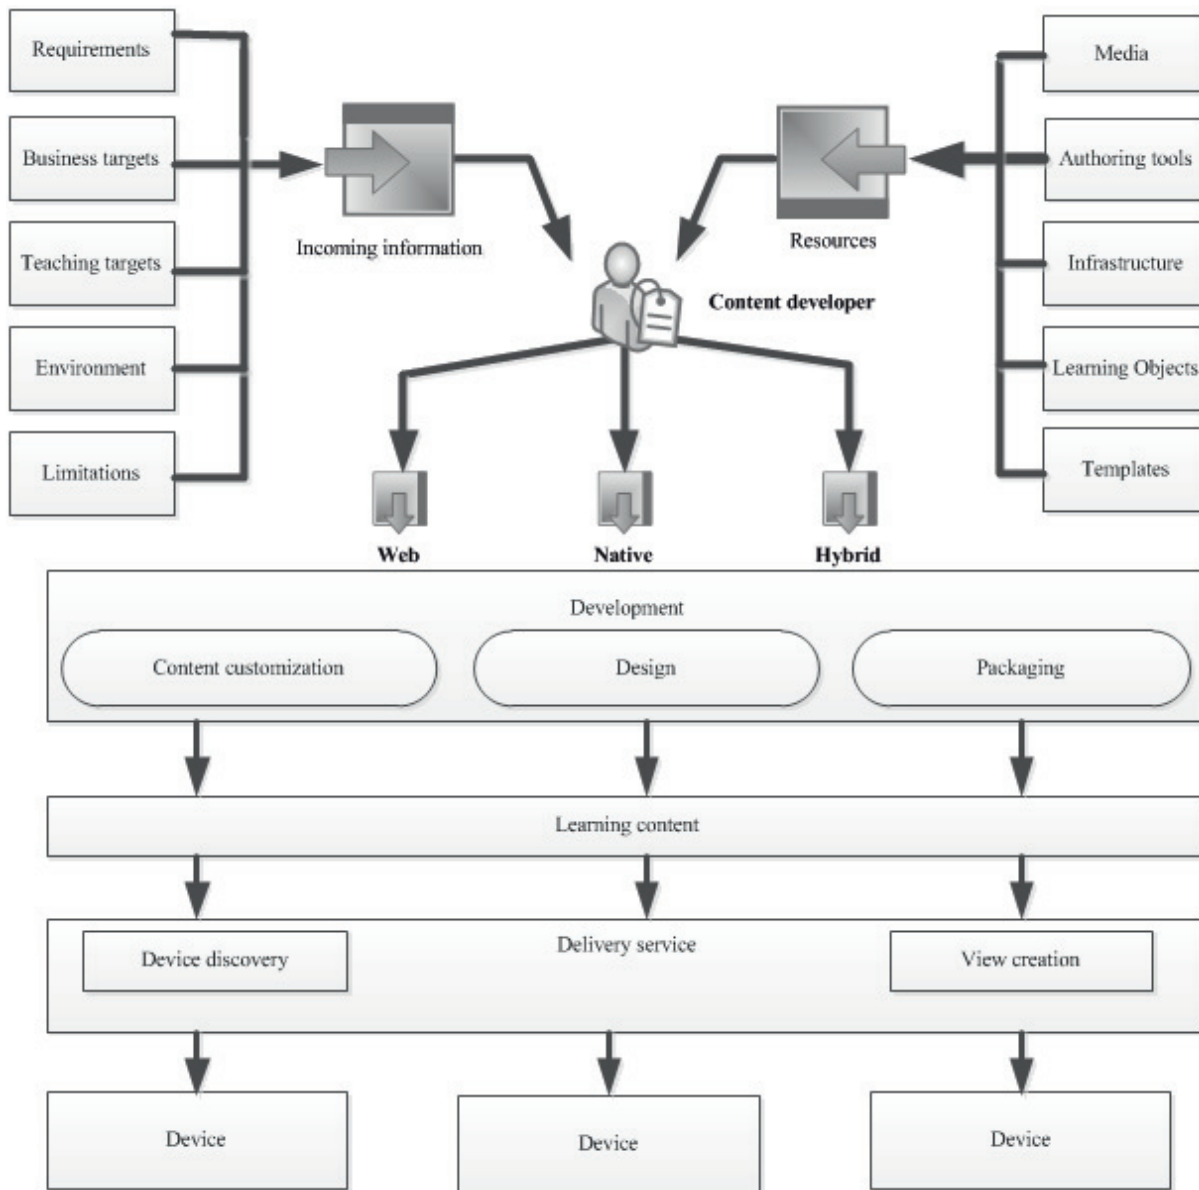 Requirements
Media
Business targets
Authoring tools
Incoming information
Resources
Teaching targets
Infrastructure
Content developer
Environment
Learning Objects
Limitations
Templates
Web
Native
Hybrid
Development
Content customization
Design
Packaging
Learning content
Device discovery
Delivery service
View creation
Device
Device
Device